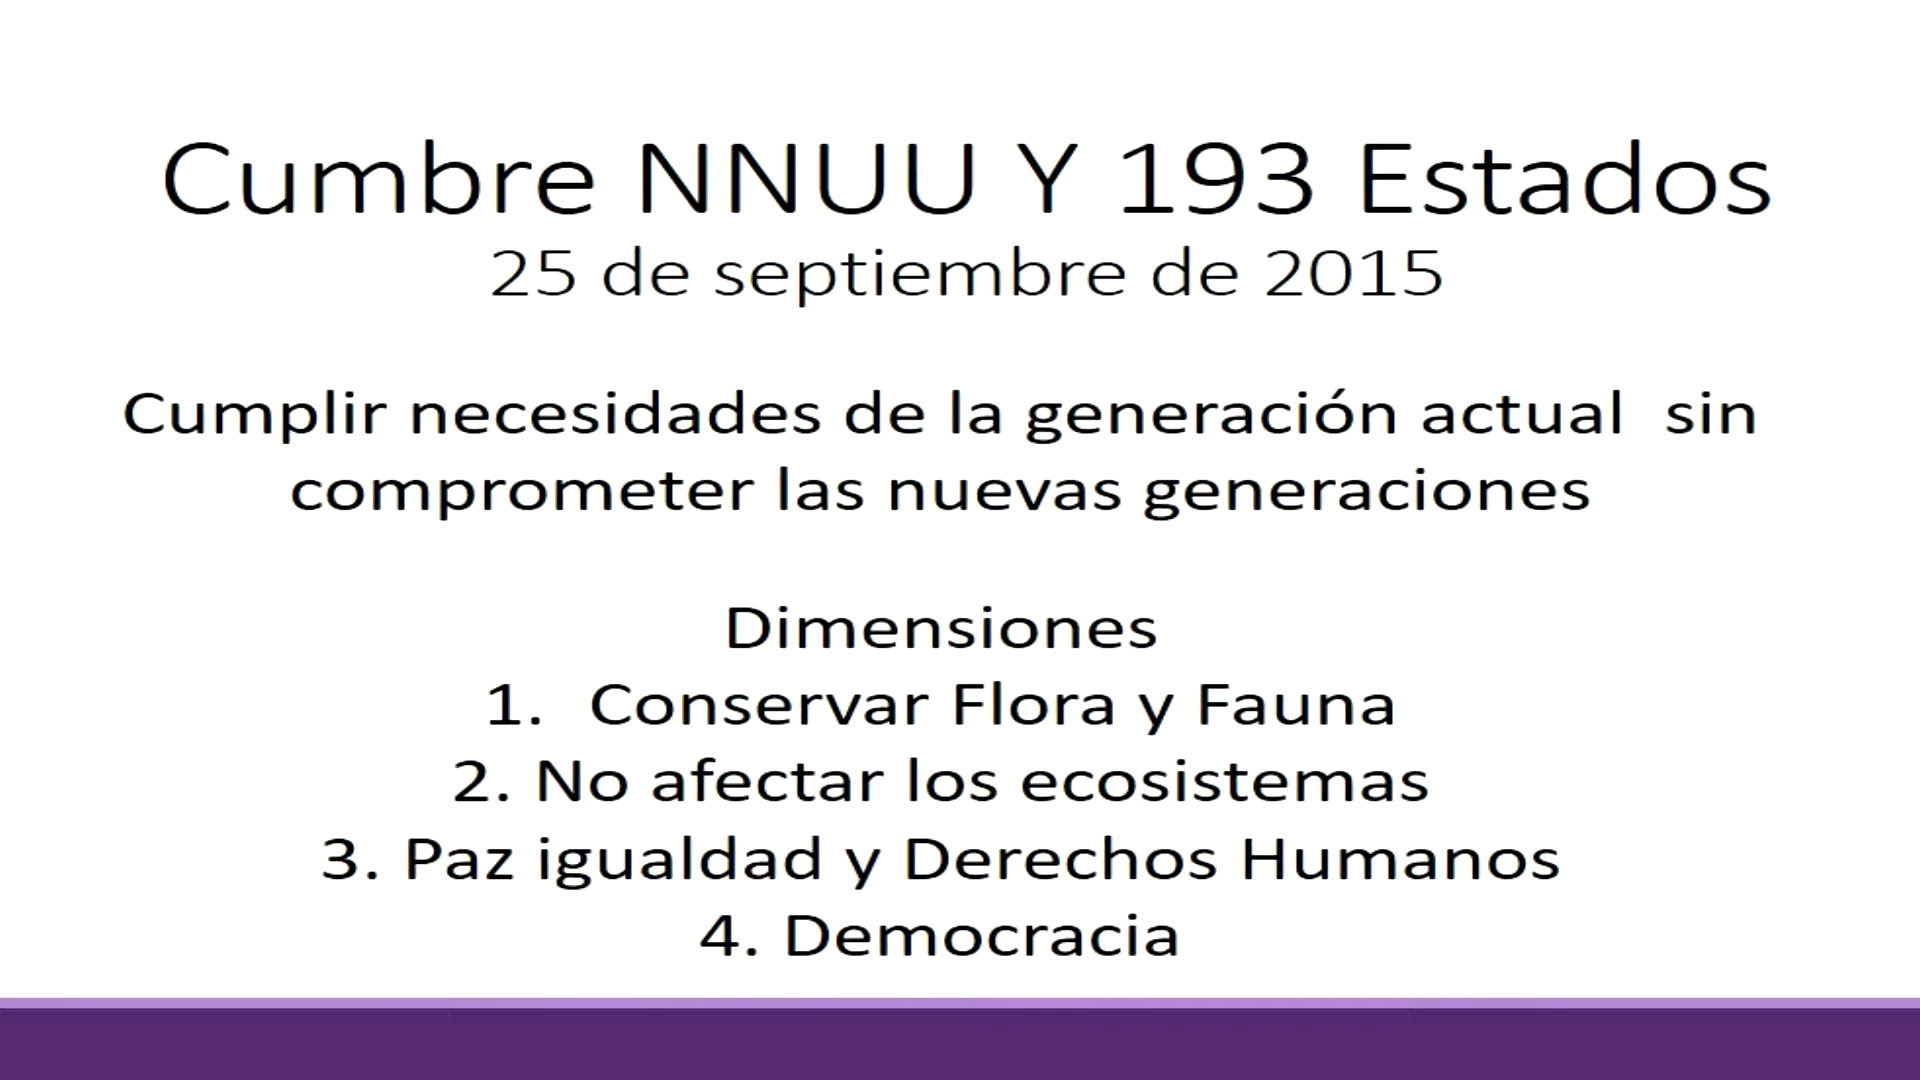 Cumbre NNUU Y 193 Estados
25 de septiembre de 2015
Cumplir necesidades de la generación actual sin
comprometer las nuevas generaciones
Dimensiones
1. Conservar Flora y Fauna
2. No afectar los ecosistemas
3. Paz igualdad y Derechos Humanos
4. Democracia